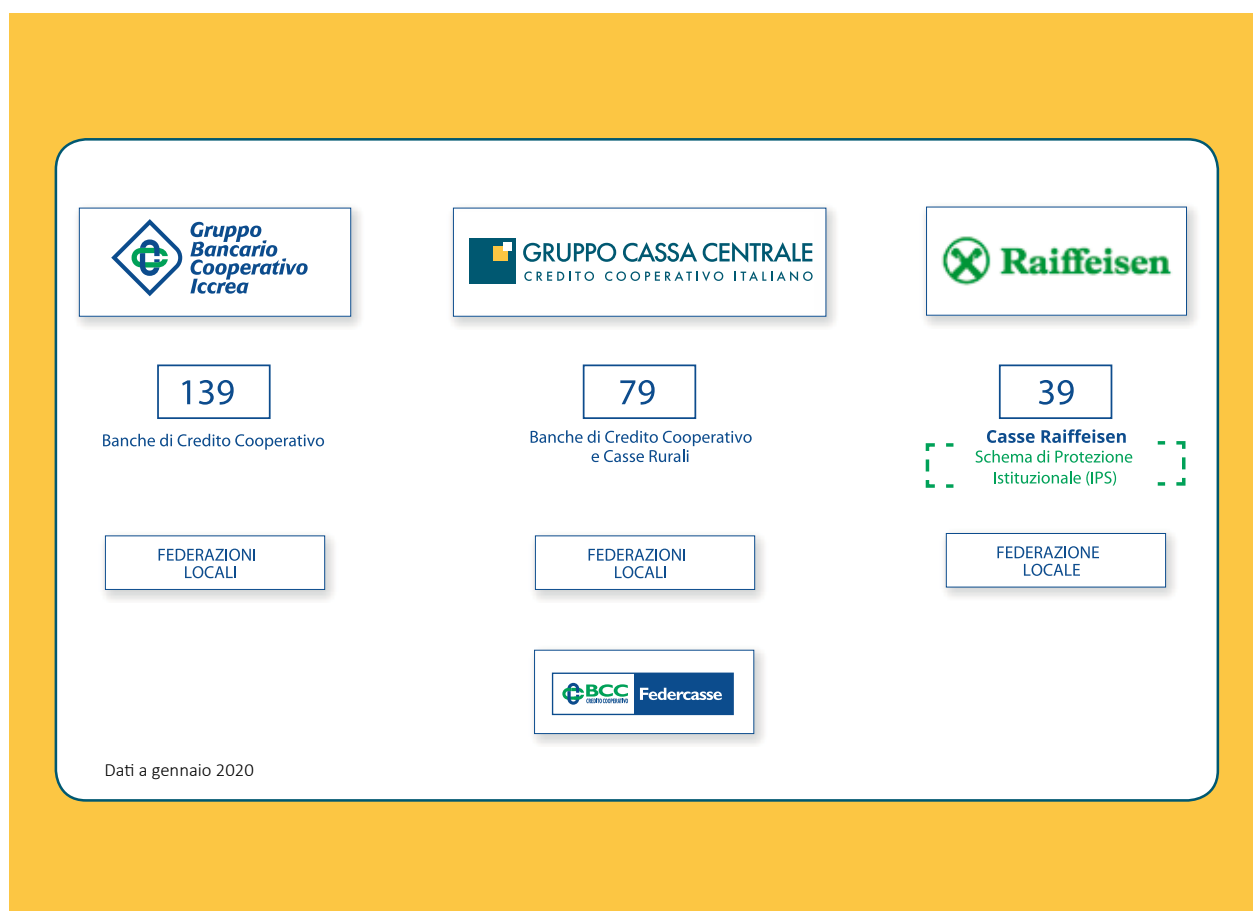 Gruppo
Bancario
Cooperativo
Iccrea
GRUPPO CASSA CENTRALE
CREDITO COOPERATIVO ITALIANO
Raiffeisen
139
Banche di Credito Cooperativo
79
Banche di Credito Cooperativo
e Casse Rurali
39
Casse Raiffeisen
Schema di Protezione
Istituzionale (IPS)
FEDERAZIONI
LOCALI
FEDERAZIONI
LOCALI
FEDERAZIONE
LOCALE
BCC
CREDITO COOPERATIVO
Federcasse
Dati a gennaio 2020